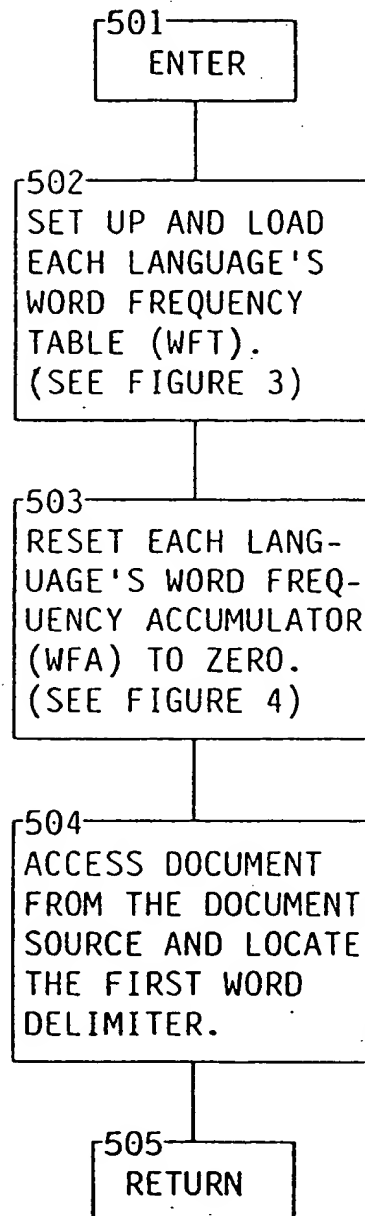 501
ENTER
502
SET UP AND LOAD
EACH LANGUAGE'S
WORD FREQUENCY
TABLE (WFT).
(SEE FIGURE 3)
503
RESET EACH LANG-
UAGE'S WORD FREQ-
UENCY ACCUMULATOR
(WFA) TO ZERO.
(SEE FIGURE 4)
504
ACCESS DOCUMENT
FROM THE DOCUMENT
SOURCE AND LOCATE
THE FIRST WORD
DELIMITER.
505
RETURN